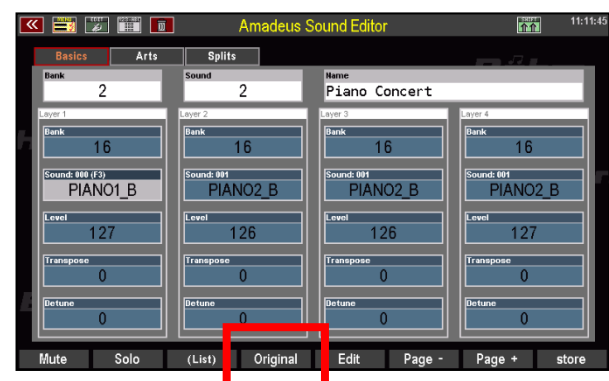 Amadeus Sound Editor
11:11:45
Basics Arts Splits
Bank Sound Name
2 2 Piano Concert
Layer 1 Layer 2 Layer 3 Layer 4
Bank Bank Bank Bank
16 16 16 16
Sound: 000 (F3) Sound: 001 Sound: 001 Sound: 001
PIANO1_B PIANO2_B PIANO2_B PIANO2_B
Level Level Level Level
127 126 126 127
Transpose Transpose Transpose Transpose
0 0 0 0
Detune Detune Detune Detune
0 0 0 0
Mute Solo (List) Original Edit Page - Page + store